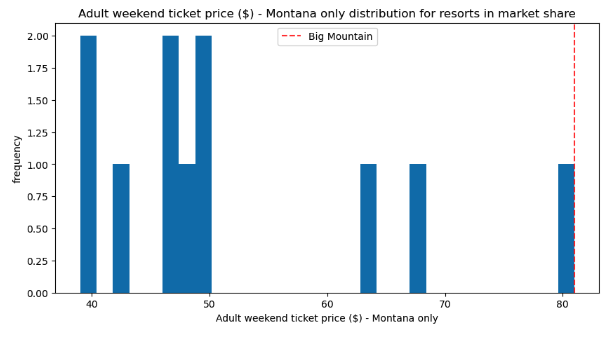 Adult weekend ticket price ($) - Montana only distribution for resorts in market share
Big Mountain
2.00
1.75
1.50
1.25
1.00
0.75
0.50
0.25
0.00
frequency
40 50 60 70 80
Adult weekend ticket price ($) - Montana only